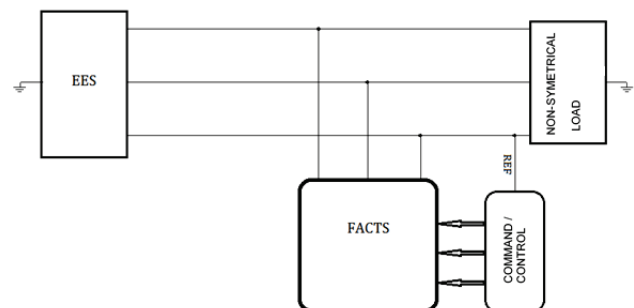 EES
NON-SYMETRICAL
LOAD
REF
FACTS
COMMAND /
CONTROL